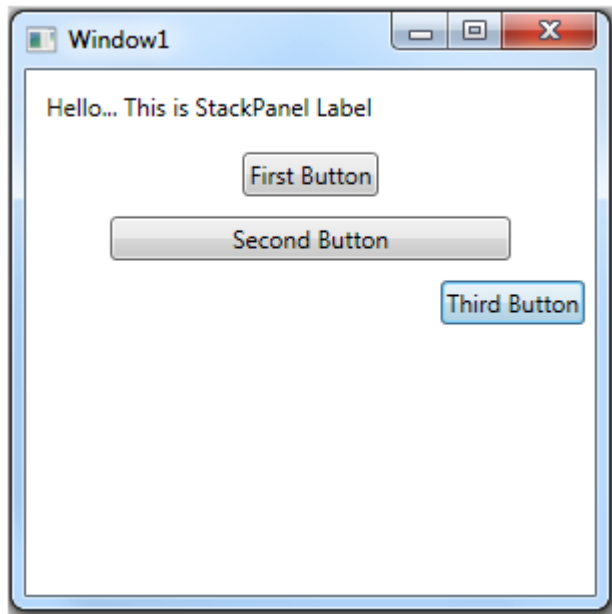 Window1
Hello... This is StackPanel Label
First Button
Second Button
Third Button